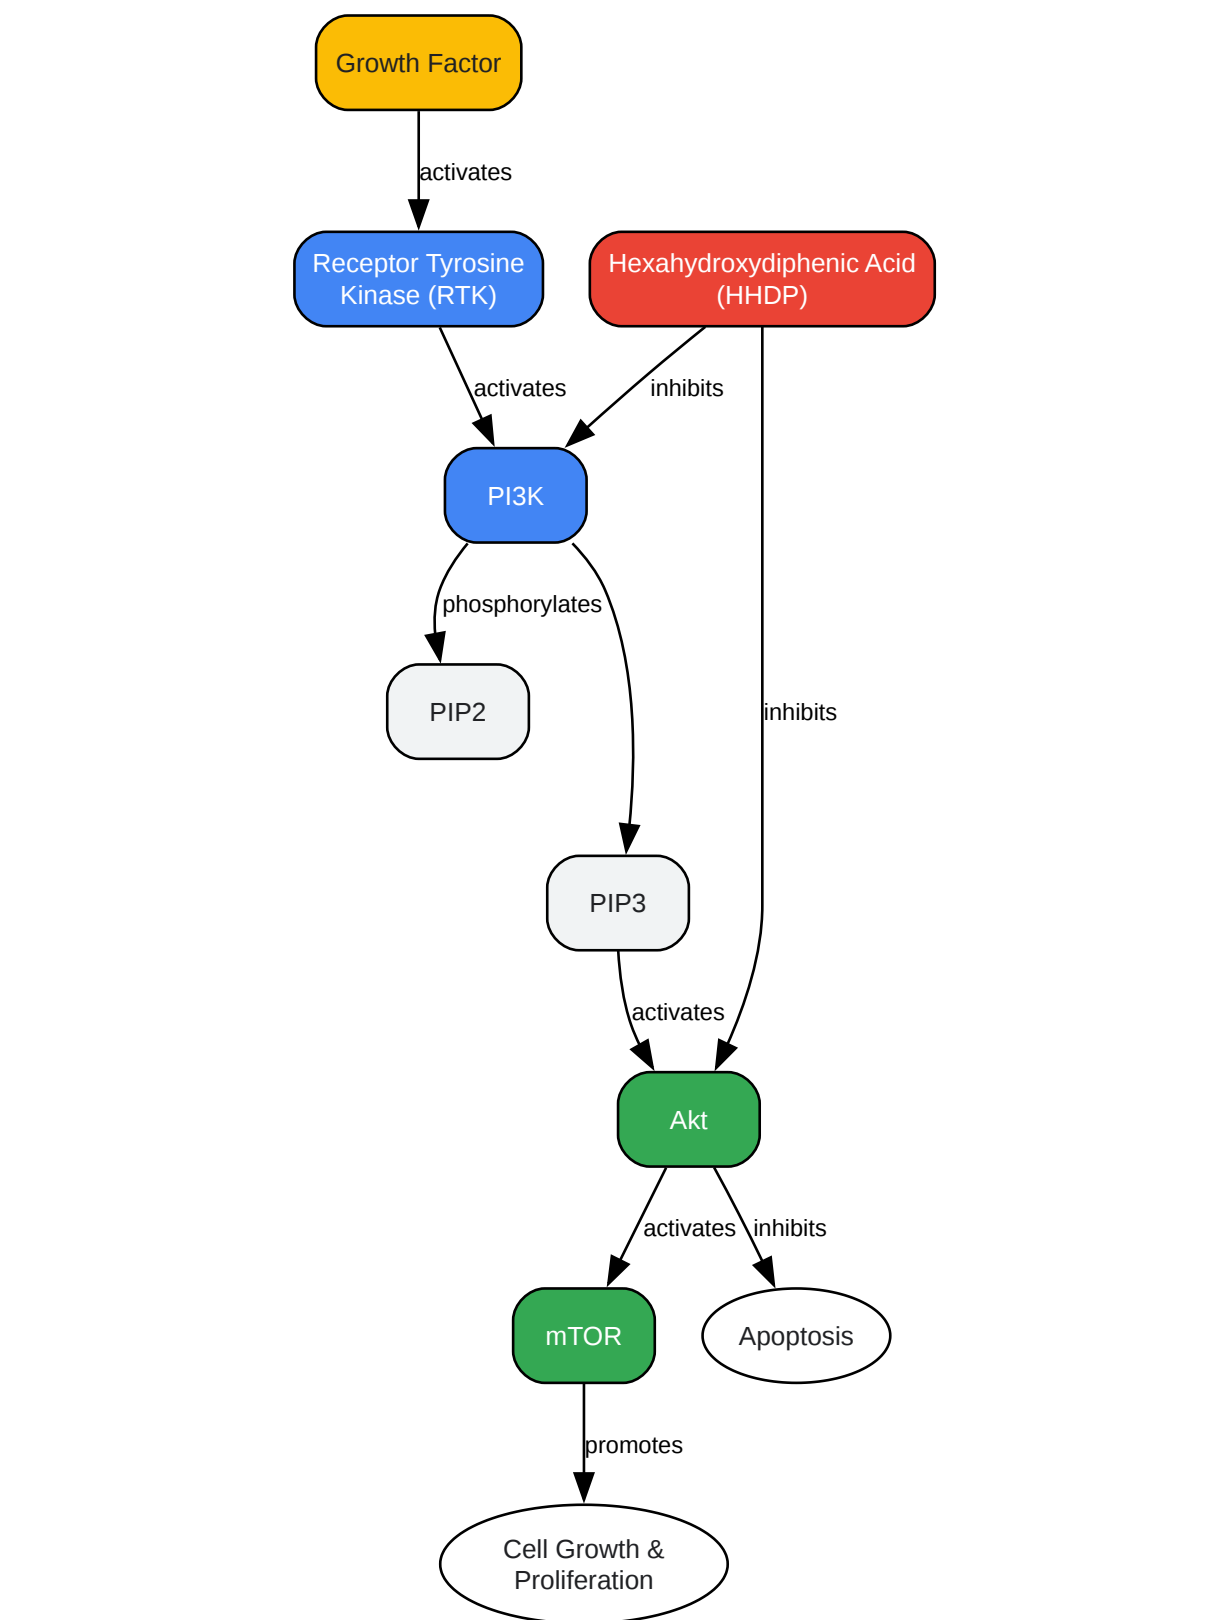 Growth Factor
activates
Receptor Tyrosine
Kinase (RTK)
Hexahydroxydiphenic Acid
(HHDP)
activates
inhibits
PI3K
phosphorylates
PIP2
inhibits
PIP3
activates
Akt
activates
inhibits
mTOR
Apoptosis
promotes
Cell Growth &
Proliferation